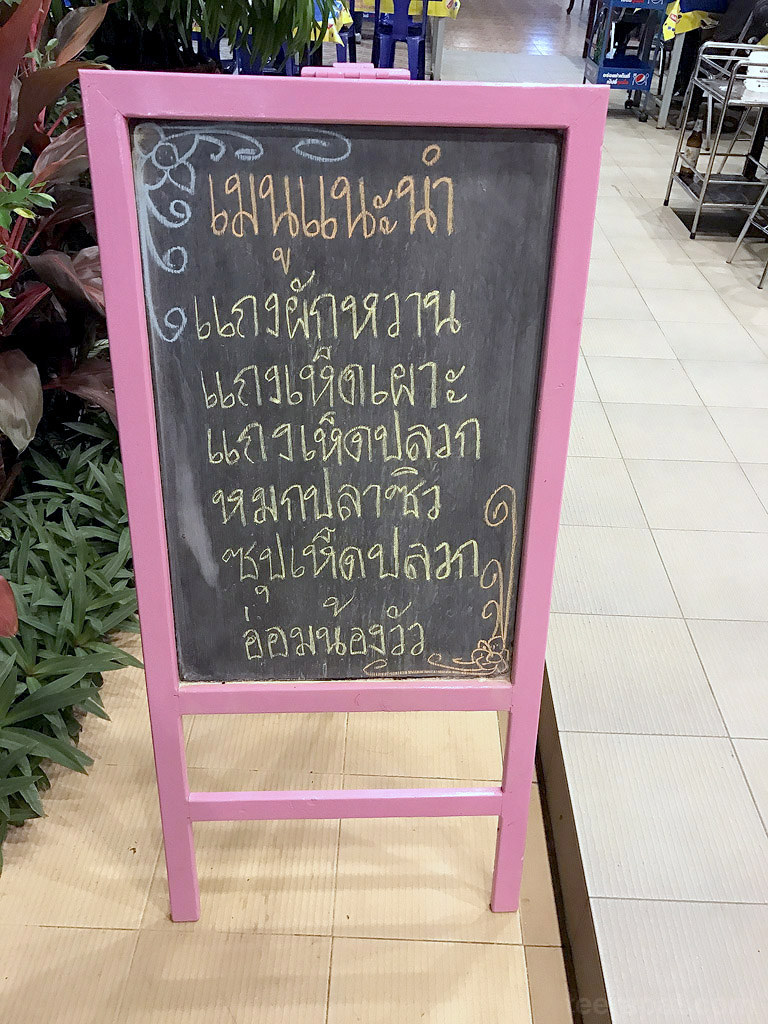 เมนูแนะนำ
แกงผักหวาน
แกงเห็ดเผาะ
แกงเห็ดปลวก
หมกปลาซิว
ซุปเห็ดปลวก
อ่อมน้องวัว